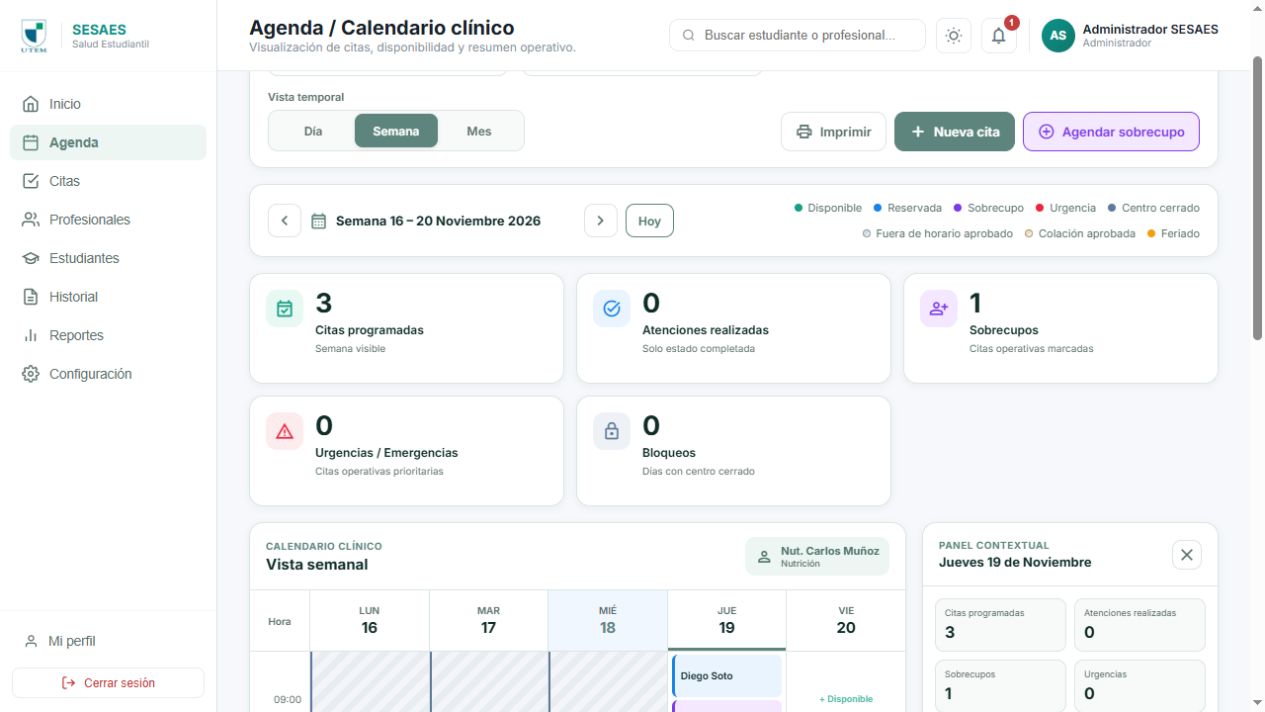 UTEM
SESAES
Salud Estudiantil
Inicio
Agenda
Citas
Profesionales
Estudiantes
Historial
Reportes
Configuración
Mi perfil
Cerrar sesión
Agenda / Calendario clínico
Visualización de citas, disponibilidad y resumen operativo.
Buscar estudiante o profesional...
1
AS
Administrador SESAES
Administrador
Vista temporal
Día
Semana
Mes
Imprimir
+ Nueva cita
Agendar sobrecupo
Semana 16 – 20 Noviembre 2026
Hoy
Disponible
Reservada
Sobrecupo
Urgencia
Centro cerrado
Fuera de horario aprobado
Colación aprobada
Feriado
3
Citas programadas
Semana visible
0
Atenciones realizadas
Solo estado completada
1
Sobrecupos
Citas operativas marcadas
0
Urgencias / Emergencias
Citas operativas prioritarias
0
Bloqueos
Días con centro cerrado
CALENDARIO CLÍNICO
Vista semanal
Nut. Carlos Muñoz
Nutrición
Hora
LUN
16
MAR
17
MIÉ
18
JUE
19
VIE
20
09:00
Diego Soto
+ Disponible
PANEL CONTEXTUAL
Jueves 19 de Noviembre
Citas programadas
3
Atenciones realizadas
0
Sobrecupos
1
Urgencias
0